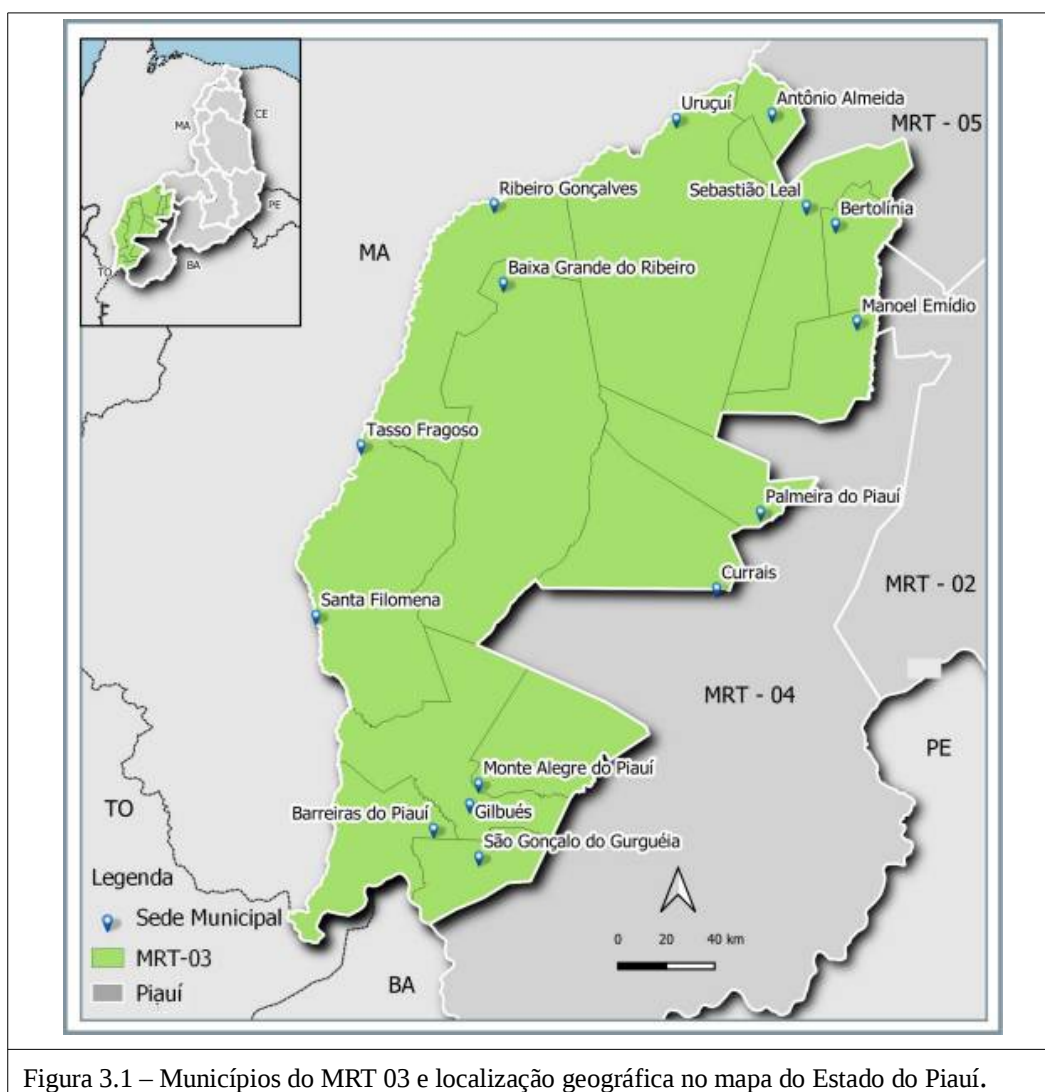 MA
CE
PE
TO
BA
Uruçuí
Antônio Almeida
MRT - 05
Ribeiro Gonçalves
Sebastião Leal
Bertolínia
MA
Baixa Grande do Ribeiro
Manoel Emídio
Tasso Fragoso
Palmeira do Piauí
Currais
MRT - 02
Santa Filomena
MRT - 04
PE
Monte Alegre do Piauí
TO
Barreiras do Piauí
Gilbués
São Gonçalo do Gurguéia
Legenda
Sede Municipal
MRT-03
Piauí
0 20 40 km
BA
Figura 3.1 – Municípios do MRT 03 e localização geográfica no mapa do Estado do Piauí.